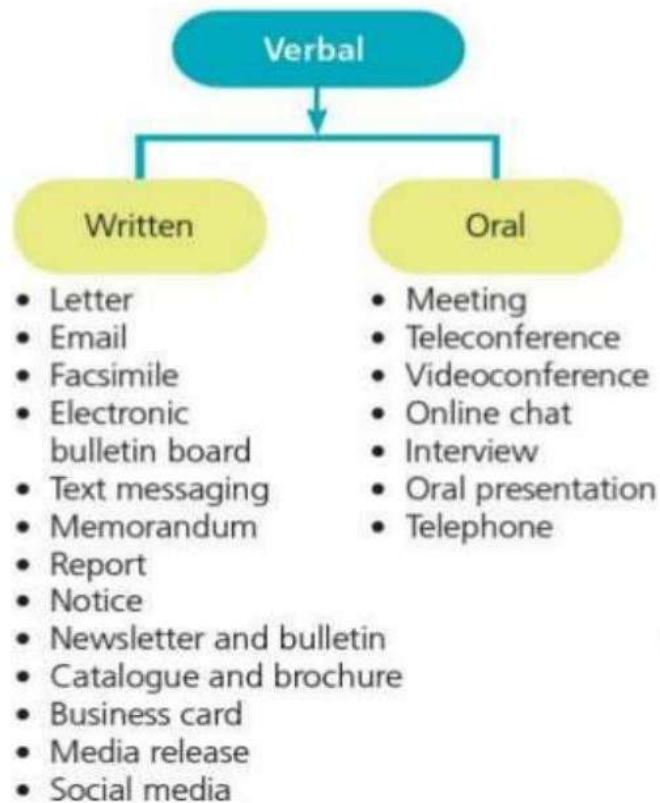 Verbal
Written
• Letter
• Email
• Facsimile
• Electronic
bulletin board
• Text messaging
• Memorandum
• Report
• Notice
• Newsletter and bulletin
• Catalogue and brochure
• Business card
• Media release
• Social media
Oral
• Meeting
• Teleconference
• Videoconference
• Online chat
• Interview
• Oral presentation
• Telephone